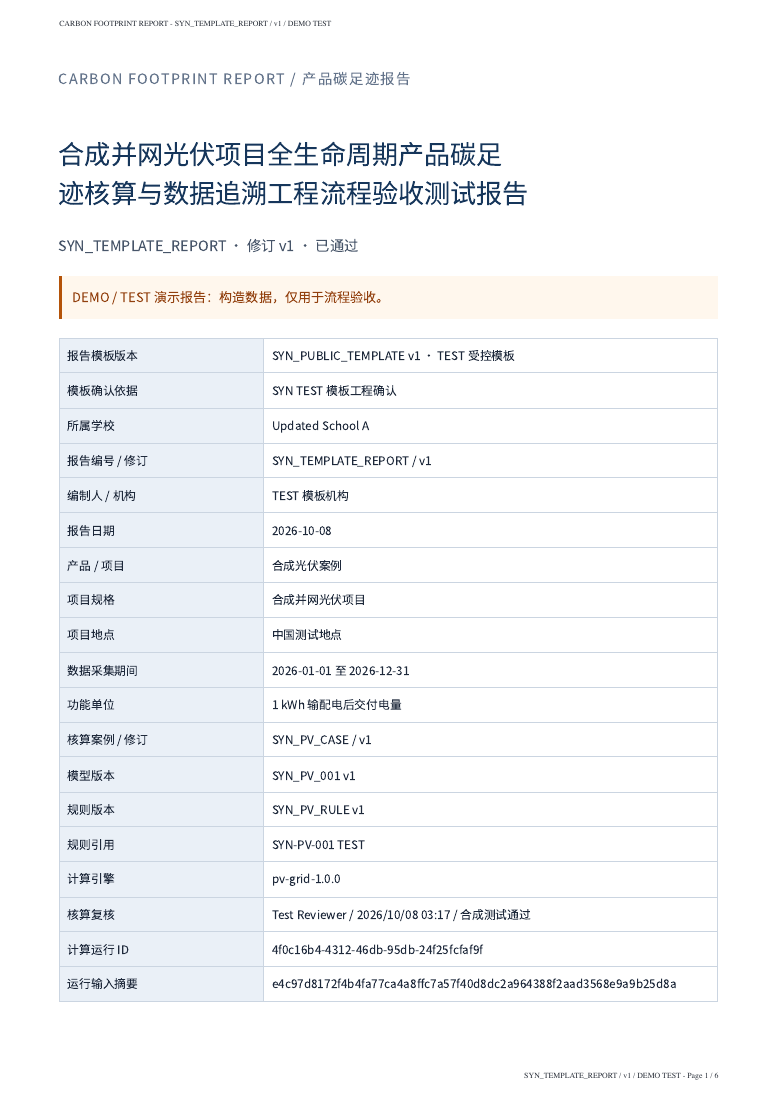 CARBON FOOTPRINT REPORT - SYN_TEMPLATE_REPORT / v1 / DEMO TEST
CARBON FOOTPRINT REPORT / 产品碳足迹报告
合成并网光伏项目全生命周期产品碳足
迹核算与数据追溯工程流程验收测试报告
SYN_TEMPLATE_REPORT · 修订 v1 · 已通过
DEMO / TEST 演示报告：构造数据，仅用于流程验收。
报告模板版本 SYN_PUBLIC_TEMPLATE v1 · TEST 受控模板
模板确认依据 SYN TEST 模板工程确认
所属学校 Updated School A
报告编号 / 修订 SYN_TEMPLATE_REPORT / v1
编制人 / 机构 TEST 模板机构
报告日期 2026-10-08
产品 / 项目 合成光伏案例
项目规格 合成并网光伏项目
项目地点 中国测试地点
数据采集期间 2026-01-01 至 2026-12-31
功能单位 1 kWh 输配电后交付电量
核算案例 / 修订 SYN_PV_CASE / v1
模型版本 SYN_PV_001 v1
规则版本 SYN_PV_RULE v1
规则引用 SYN-PV-001 TEST
计算引擎 pv-grid-1.0.0
核算复核 Test Reviewer / 2026/10/08 03:17 / 合成测试通过
计算运行 ID 4f0c16b4-4312-46db-95db-24f25fcfaf9f
运行输入摘要 e4c97d8172f4b4fa77ca4a8ffc7a57f40d8dc2a964388f2aad3568e9a9b25d8a
SYN_TEMPLATE_REPORT / v1 / DEMO TEST - Page 1 / 6